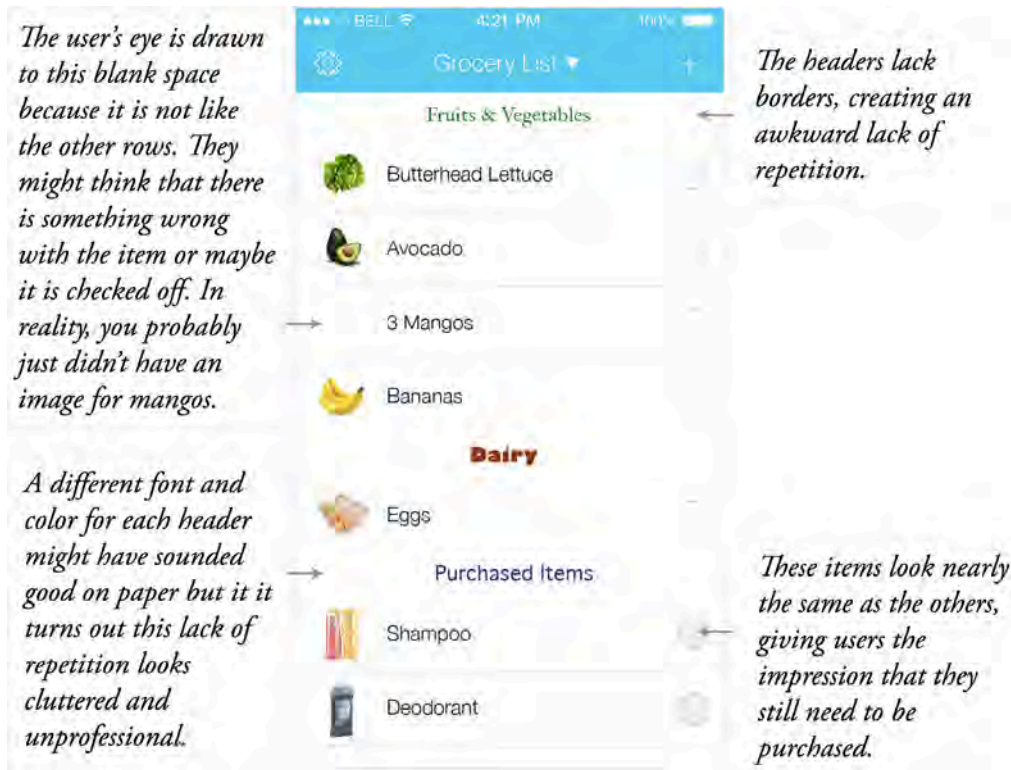 The user's eye is drawn
to this blank space
because it is not like
the other rows. They
might think that there
is something wrong
with the item or maybe
it is checked off. In
reality, you probably
just didn't have an
image for mangos.
A different font and
color for each header
might have sounded
good on paper but it it
turns out this lack of
repetition looks
cluttered and
unprofessional.
BELL 4:21 PM 100%
Grocery List ▼ +
Fruits & Vegetables
Butterhead Lettuce
Avocado
3 Mangos
Bananas
Dairy
Eggs
Purchased Items
Shampoo
Deodorant
The headers lack
borders, creating an
awkward lack of
repetition.
These items look nearly
the same as the others,
giving users the
impression that they
still need to be
purchased.